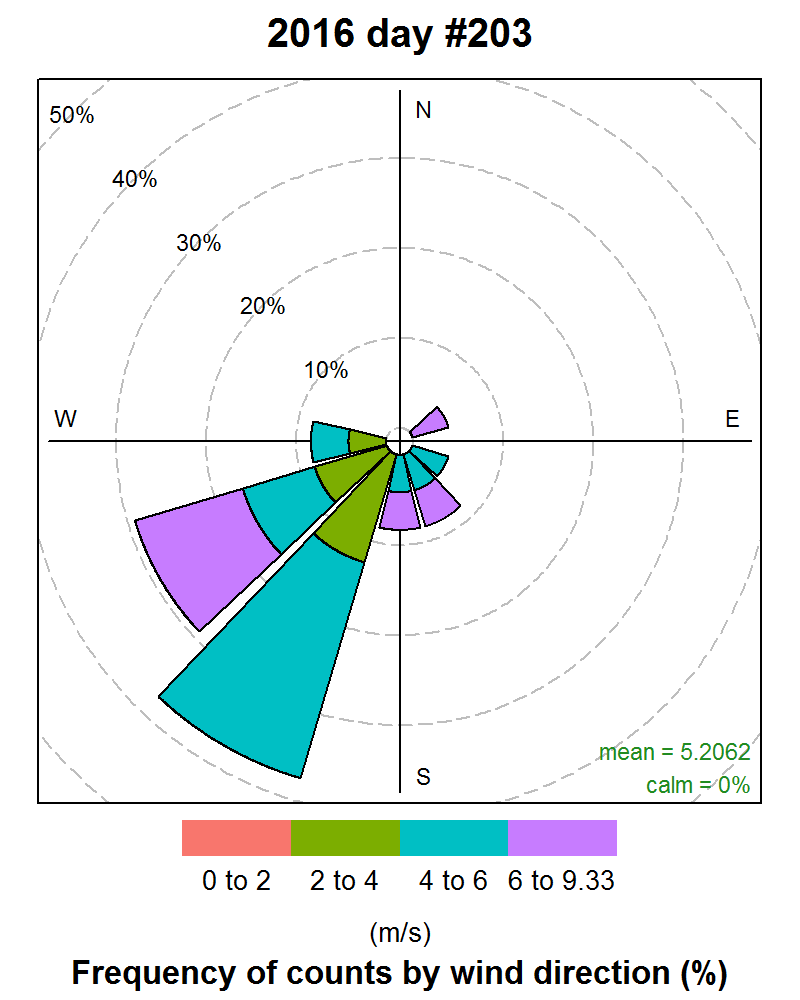 2016 day #203
50%
N
40%
30%
20%
10%
W
E
mean = 5.2062
S
calm = 0%
0 to 2
2 to 4
4 to 6
6 to 9.33
(m/s)
Frequency of counts by wind direction (%)